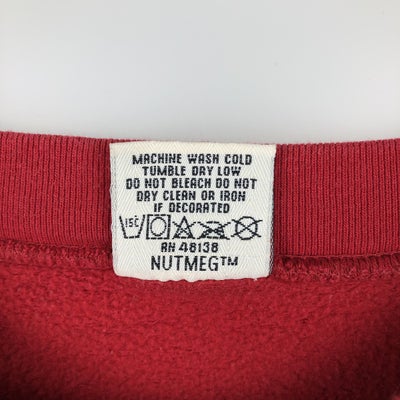 MACHINE WASH COLD
TUMBLE DRY LOW
DO NOT BLEACH DO NOT
DRY CLEAN OR IRON
IF DECORATED
15C
RN 48138
NUTMEG™